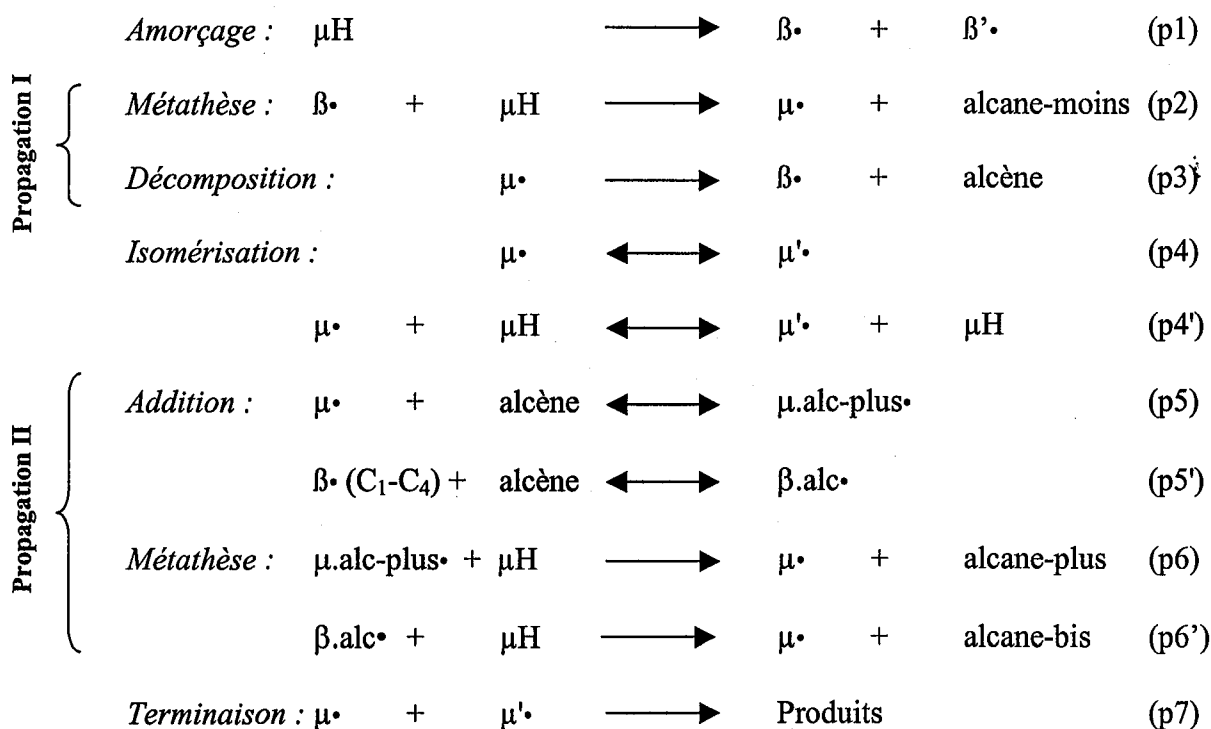 Amorçage : µH ⟶ ß• + ß'• (p1)
Propagation I
Métathèse : ß• + µH ⟶ µ• + alcane-moins (p2)
Décomposition : µ• ⟶ ß• + alcène (p3)
Isomérisation : µ• ⟷ µ'• (p4)
µ• + µH ⟷ µ'• + µH (p4')
Propagation II
Addition : µ• + alcène ⟷ µ.alc-plus• (p5)
ß• (C₁-C₄) + alcène ⟷ β.alc• (p5')
Métathèse : µ.alc-plus• + µH ⟶ µ• + alcane-plus (p6)
β.alc• + µH ⟶ µ• + alcane-bis (p6')
Terminaison : µ• + µ'• ⟶ Produits (p7)